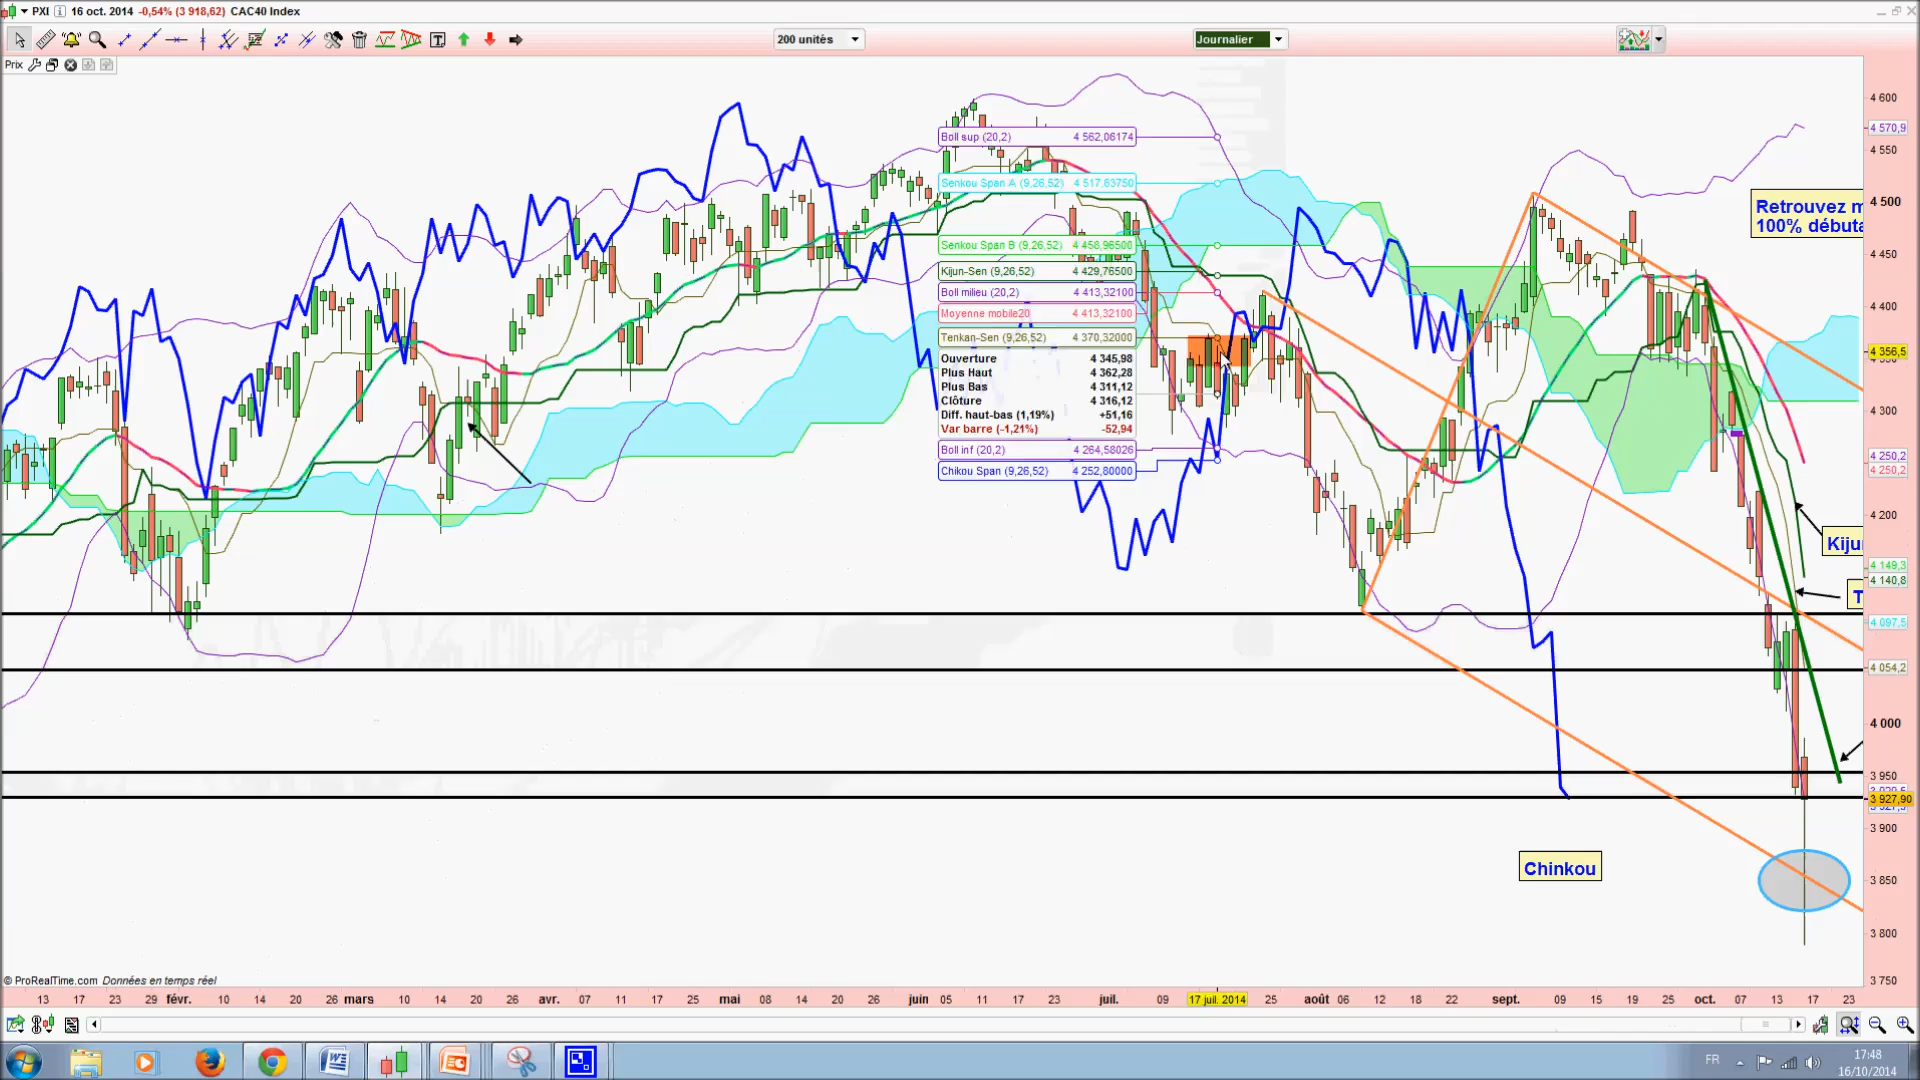 PXI 16 oct. 2014 -0,54% (3 918,62) CAC40 Index
200 unités
Journalier
Prix
Boll sup (20,2) 4 562,06174
Senkou Span A (9,26,52) 4 517,63750
Senkou Span B (9,26,52) 4 458,96500
Kijun-Sen (9,26,52) 4 429,76500
Boll milieu (20,2) 4 413,32100
Moyenne mobile20 4 413,32100
Tenkan-Sen (9,26,52) 4 370,32000
Ouverture 4 345,98
Plus Haut 4 362,28
Plus Bas 4 311,12
Clôture 4 316,12
Diff. haut-bas (1,19%) +51,16
Var barre (-1,21%) -52,94
Boll inf (20,2) 4 264,58026
Chikou Span (9,26,52) 4 252,80000
Retrouvez m
100% débuta
Kiju
T
Chinkou
4 600
4 570,9
4 550
4 500
4 450
4 400
4 356,5
4 300
4 250,2
4 250,2
4 200
4 149,3
4 140,8
4 097,5
4 054,2
4 000
3 950
3 927,90
3 900
3 850
3 800
3 750
© ProRealTime.com Données en temps réel
13 17 23 29 févr. 10 14 20 26 mars 10 14 20 26 avr. 07 11 17 25 mai 08 14 20 26 juin 05 11 17 23 juil. 09 17 juil. 2014 25 août 06 12 18 22 sept. 09 15 19 25 oct. 07 13 17 23
FR
17:48
16/10/2014